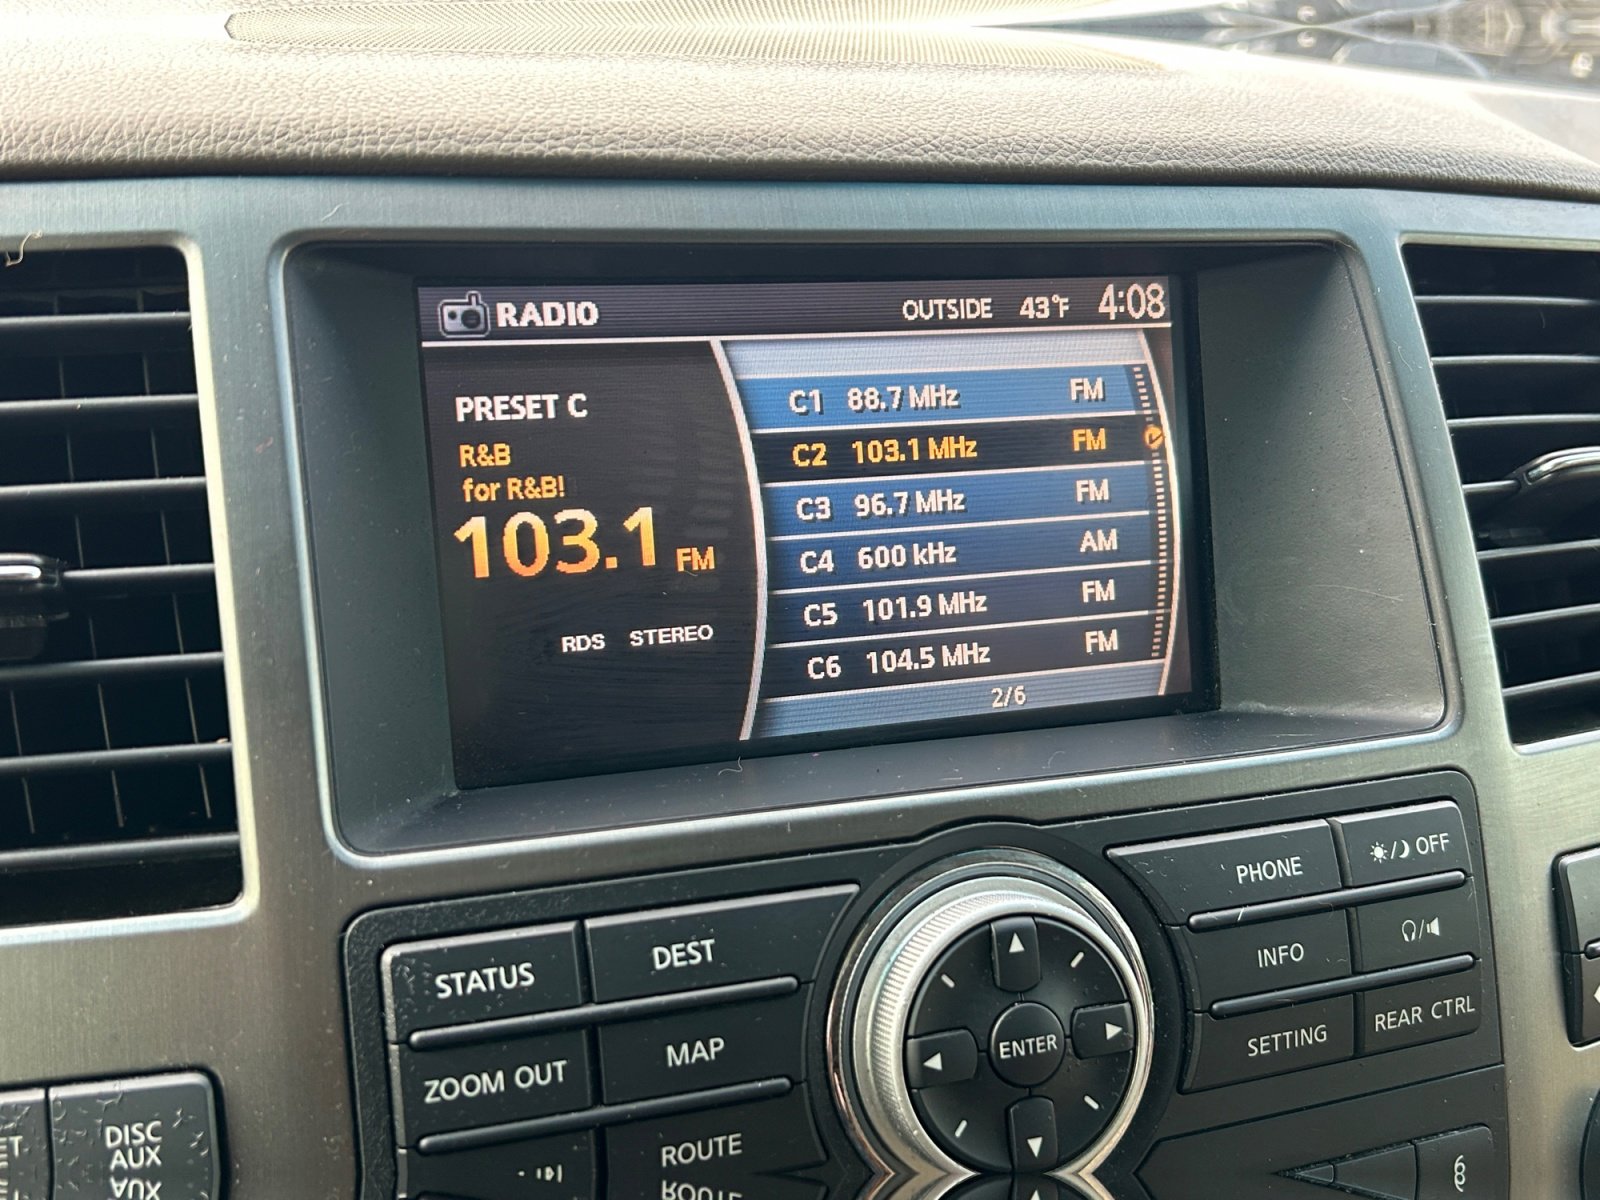 RADIO OUTSIDE 43°F 4:08
PRESET C
R&B
for R&B!
103.1 FM
RDS STEREO
C1 88.7 MHz FM
C2 103.1 MHz FM
C3 96.7 MHz FM
C4 600 kHz AM
C5 101.9 MHz FM
C6 104.5 MHz FM
2/6
STATUS
DEST
ZOOM OUT
MAP
ROUTE
ENTER
PHONE
OFF
INFO
SETTING
REAR CTRL
DISC
AUX